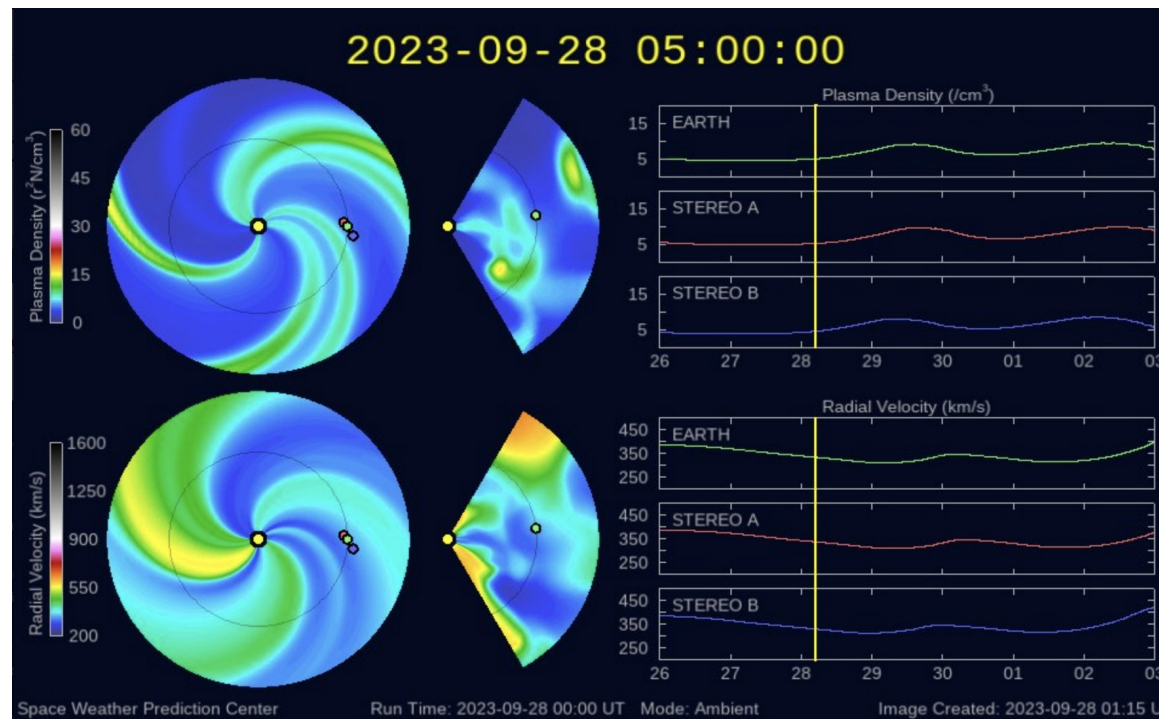 2023-09-28 05:00:00
Plasma Density (r²N/cm³)
60
45
30
15
0
Plasma Density (/cm³)
15
5
EARTH
15
5
STEREO A
15
5
STEREO B
26 27 28 29 30 01 02 03
Radial Velocity (km/s)
1600
1250
900
550
200
Radial Velocity (km/s)
450
350
250
EARTH
450
350
250
STEREO A
450
350
250
STEREO B
26 27 28 29 30 01 02 03
Space Weather Prediction Center Run Time: 2023-09-28 00:00 UT Mode: Ambient Image Created: 2023-09-28 01:15 U